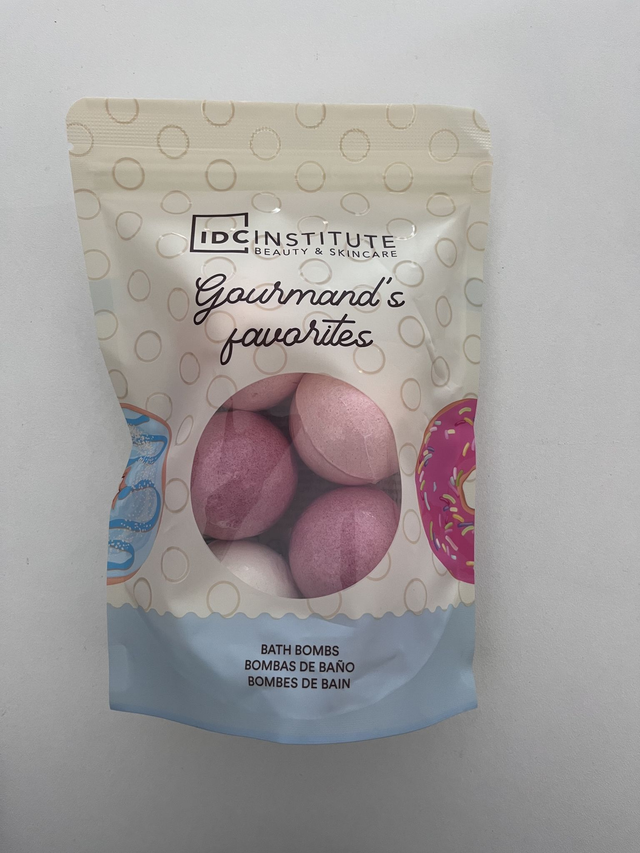 IDC INSTITUTE
BEAUTY & SKINCARE
Gourmand's
favorites
BATH BOMBS
BOMBAS DE BAÑO
BOMBES DE BAIN